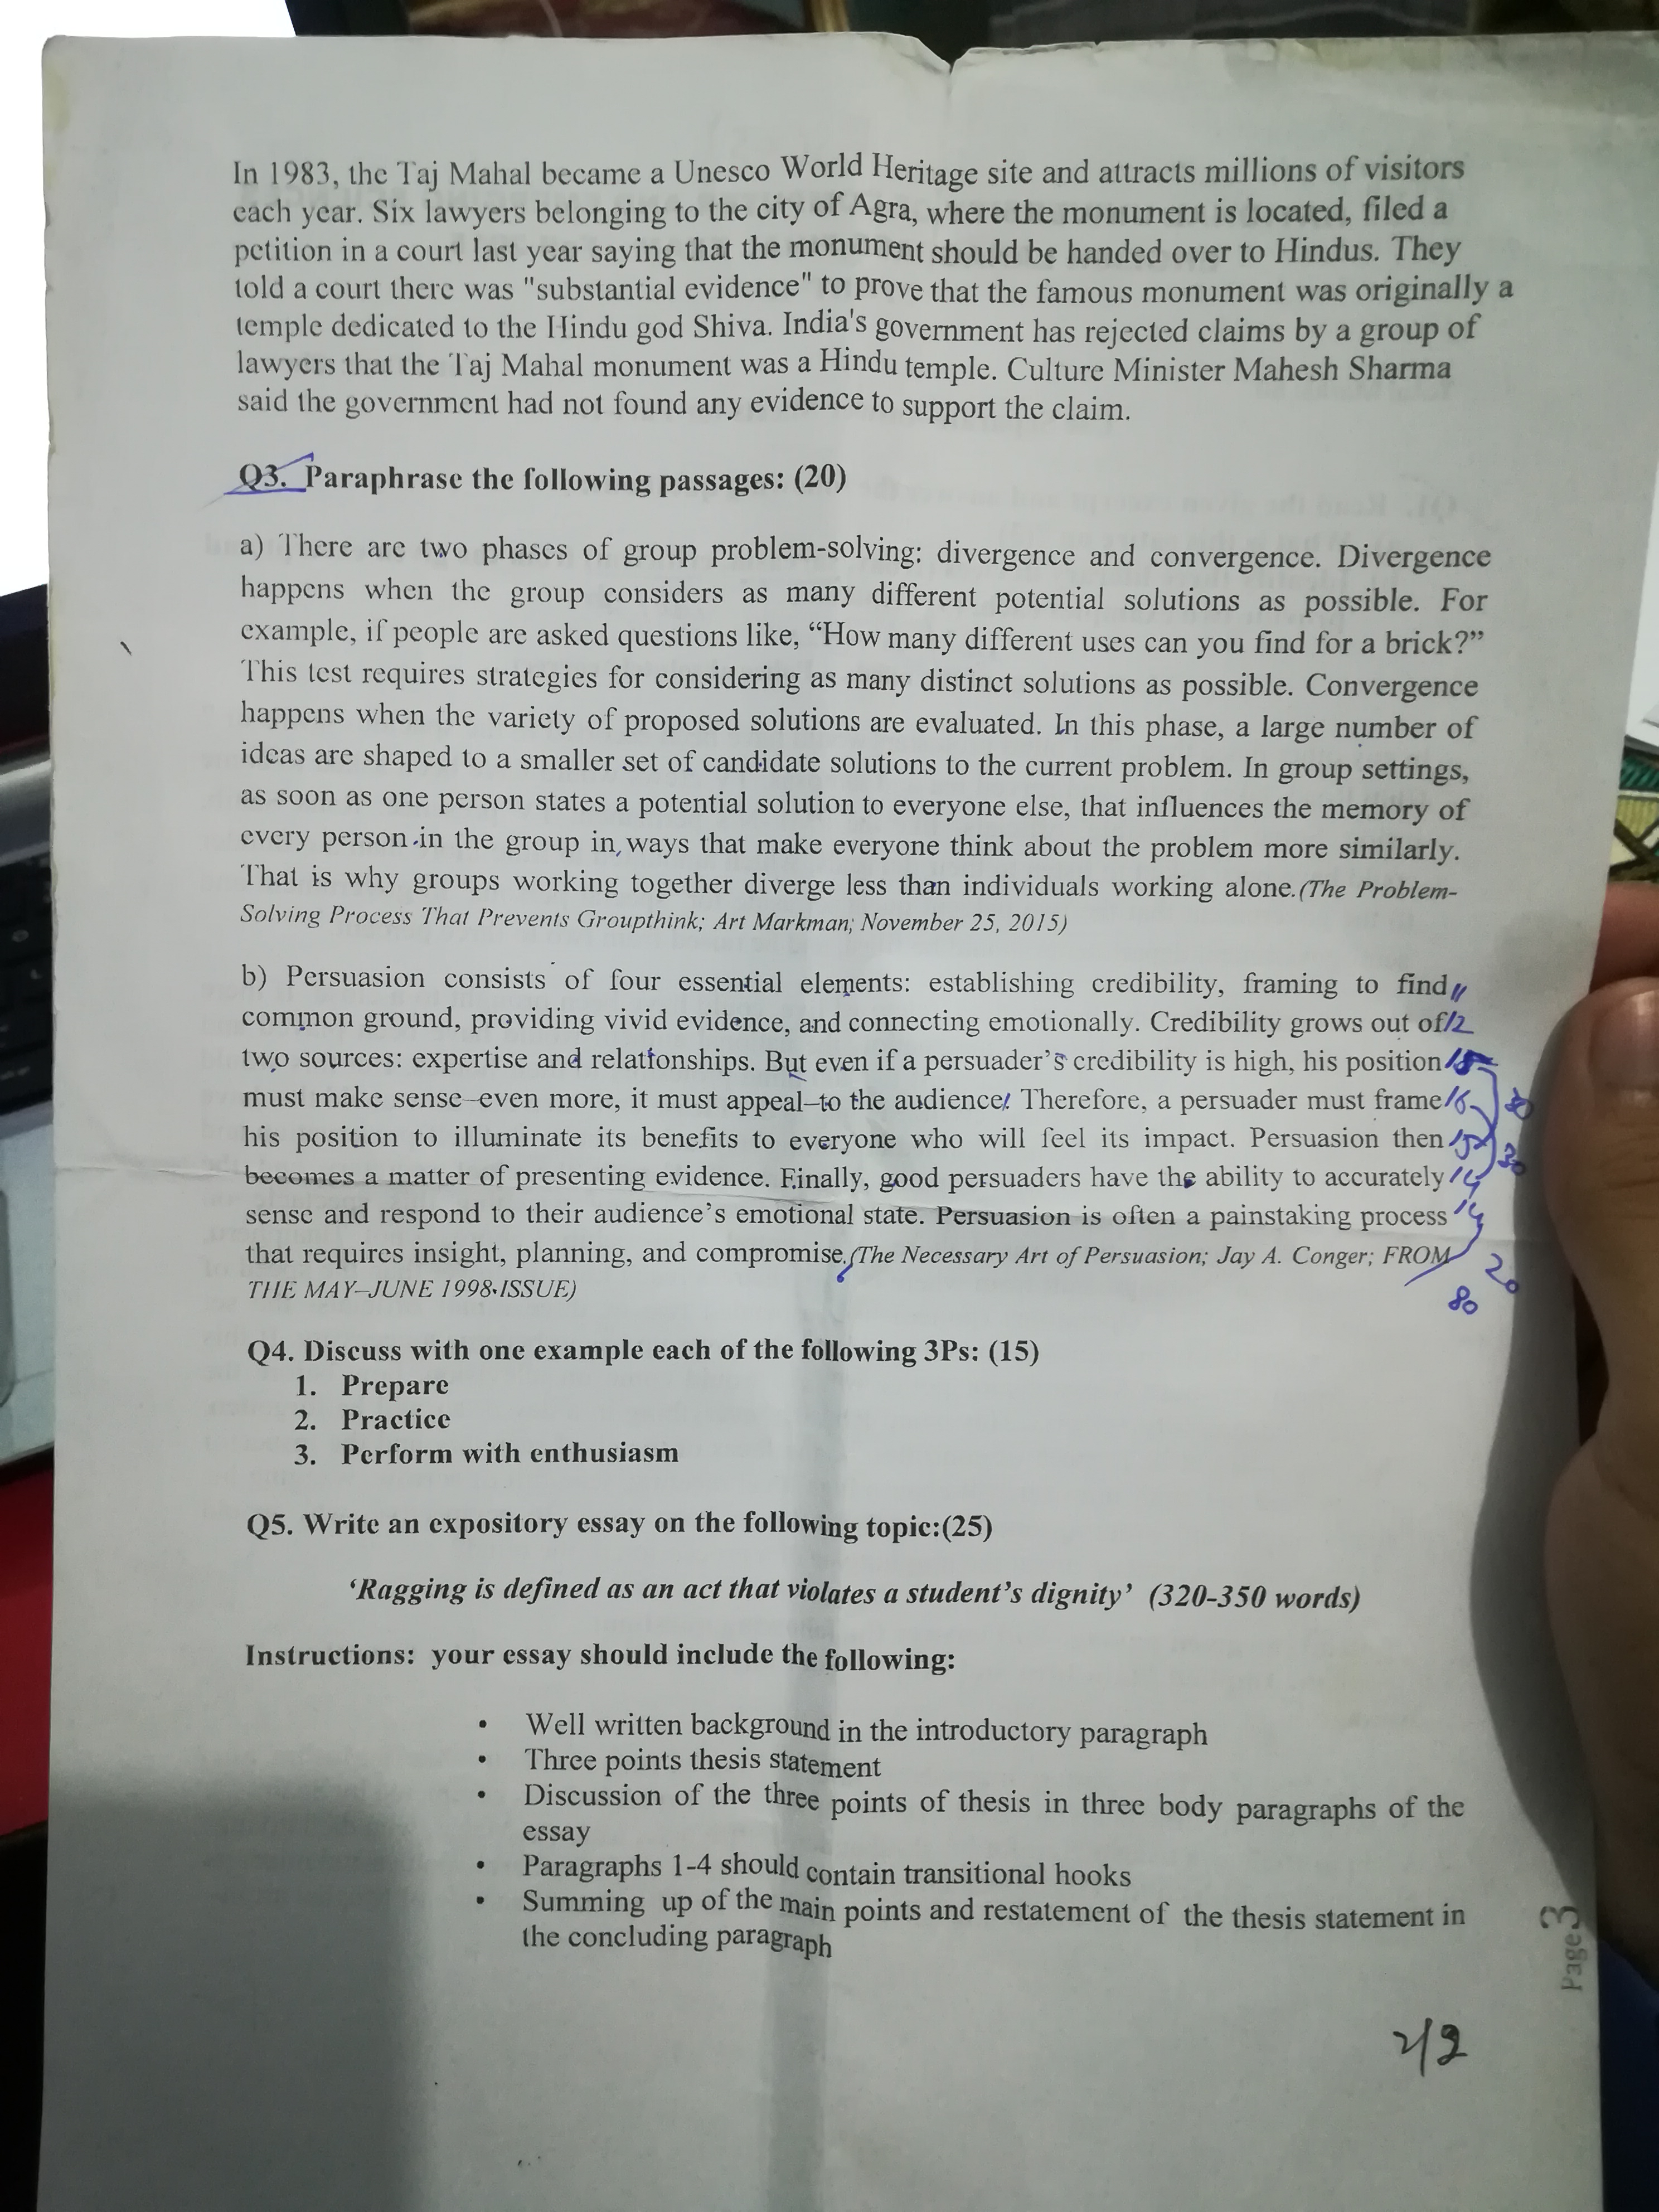 In 1983, the Taj Mahal became a Unesco World Heritage site and attracts millions of visitors
each year. Six lawyers belonging to the city of Agra, where the monument is located, filed a
petition in a court last year saying that the monument should be handed over to Hindus. They
told a court there was "substantial evidence" to prove that the famous monument was originally a
temple dedicated to the Hindu god Shiva. India's government has rejected claims by a group of
lawyers that the Taj Mahal monument was a Hindu temple. Culture Minister Mahesh Sharma
said the government had not found any evidence to support the claim.
Q3. Paraphrase the following passages: (20)
a) There are two phases of group problem-solving: divergence and convergence. Divergence
happens when the group considers as many different potential solutions as possible. For
example, if people are asked questions like, “How many different uses can you find for a brick?”
This test requires strategies for considering as many distinct solutions as possible. Convergence
happens when the variety of proposed solutions are evaluated. In this phase, a large number of
ideas are shaped to a smaller set of candidate solutions to the current problem. In group settings,
as soon as one person states a potential solution to everyone else, that influences the memory of
every person in the group in ways that make everyone think about the problem more similarly.
That is why groups working together diverge less than individuals working alone.(The Problem-
Solving Process That Prevents Groupthink; Art Markman; November 25, 2015)
b) Persuasion consists of four essential elements: establishing credibility, framing to find 11
common ground, providing vivid evidence, and connecting emotionally. Credibility grows out of 12
two sources: expertise and relationships. But even if a persuader’s credibility is high, his position
must make sense–even more, it must appeal–to the audience. Therefore, a persuader must frame 16
his position to illuminate its benefits to everyone who will feel its impact. Persuasion then 15
30
becomes a matter of presenting evidence. Finally, good persuaders have the ability to accurately 14
sense and respond to their audience’s emotional state. Persuasion is often a painstaking process 14
that requires insight, planning, and compromise.(The Necessary Art of Persuasion; Jay A. Conger; FROM
20
THE MAY–JUNE 1998 ISSUE)
80
Q4. Discuss with one example each of the following 3Ps: (15)
1. Prepare
2. Practice
3. Perform with enthusiasm
Q5. Write an expository essay on the following topic:(25)
‘Ragging is defined as an act that violates a student’s dignity’ (320-350 words)
Instructions: your essay should include the following:
• Well written background in the introductory paragraph
• Three points thesis statement
• Discussion of the three points of thesis in three body paragraphs of the
essay
• Paragraphs 1-4 should contain transitional hooks
• Summing up of the main points and restatement of the thesis statement in
the concluding paragraph
Page3